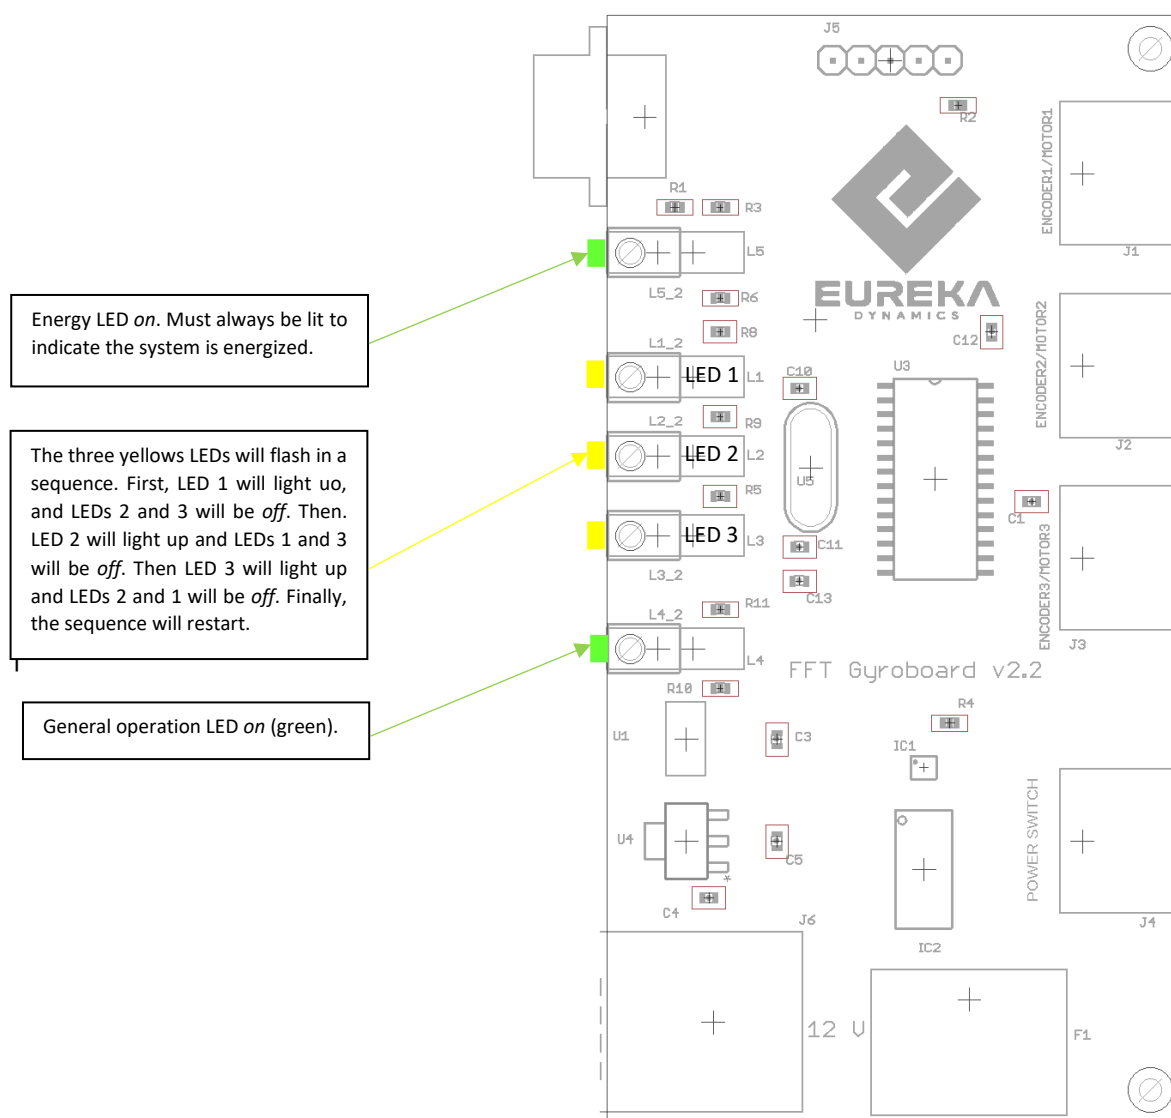 J5
R2
ENCODER1/MOTOR1
R1
R3
J1
L5
EUREKA
DYNAMICS
L5_2
R6
Energy LED on. Must always be lit to
indicate the system is energized.
R8
C12
ENCODER2/MOTOR2
L1_2
LED 1
L1
C10
U3
L2_2
R9
J2
The three yellows LEDs will flash in a
sequence. First, LED 1 will light uo,
and LEDs 2 and 3 will be off. Then.
LED 2 will light up and LEDs 1 and 3
will be off. Then LED 3 will light up
and LEDs 2 and 1 will be off. Finally,
the sequence will restart.
LED 2
L2
U5
R5
C1
LED 3
L3
C11
ENCODER3/MOTOR3
L3_2
C13
L4_2
R11
J3
L4
FFT Gyroboard v2.2
R10
General operation LED on (green).
R4
U1
C3
IC1
POWER SWITCH
U4
C5
*
C4
J6
J4
IC2
12 V
F1